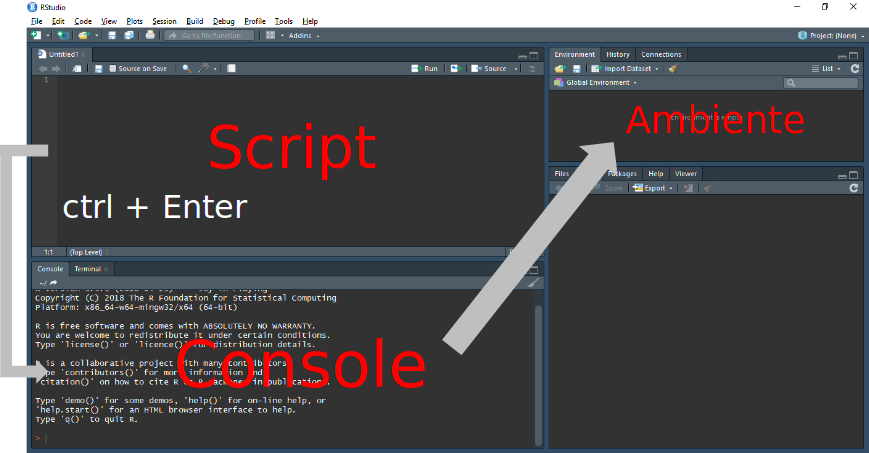 RStudio
File Edit Code View Plots Session Build Debug Profile Tools Help
Go to file/function Addins Project: (None)
Untitled1
Source on Save Run Source
1
Script
ctrl + Enter
1:1 (Top Level)
Console Terminal
~/
Copyright (C) 2018 The R Foundation for Statistical Computing
Platform: x86_64-w64-mingw32/x64 (64-bit)
R is free software and comes with ABSOLUTELY NO WARRANTY.
You are welcome to redistribute it under certain conditions.
Type 'license()' or 'licence()' for distribution details.
Console
is a collaborative project with many contributors
'contributors()' for more information and
'citation()' on how to cite R or R packages in publications.
Type 'demo()' for some demos, 'help()' for on-line help, or
'help.start()' for an HTML browser interface to help.
Type 'q()' to quit R.
>
Environment History Connections
Import Dataset List
Global Environment
Ambiente
Environment is empty
Files Packages Help Viewer
Zoom Export